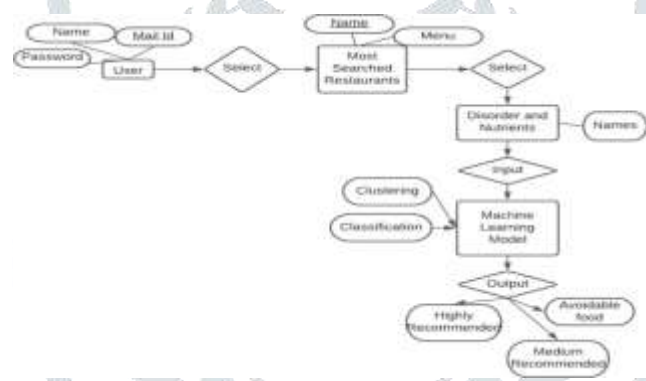 Name
Mail Id
Password
User
Select
Name
Menu
Most
Searched
Restaurants
Select
Disorder and
Nutrients
Names
Input
Clustering
Classification
Machine
Learning
Model
Output
Highly
Recommended
Avoidable
food
Medium
Recommended